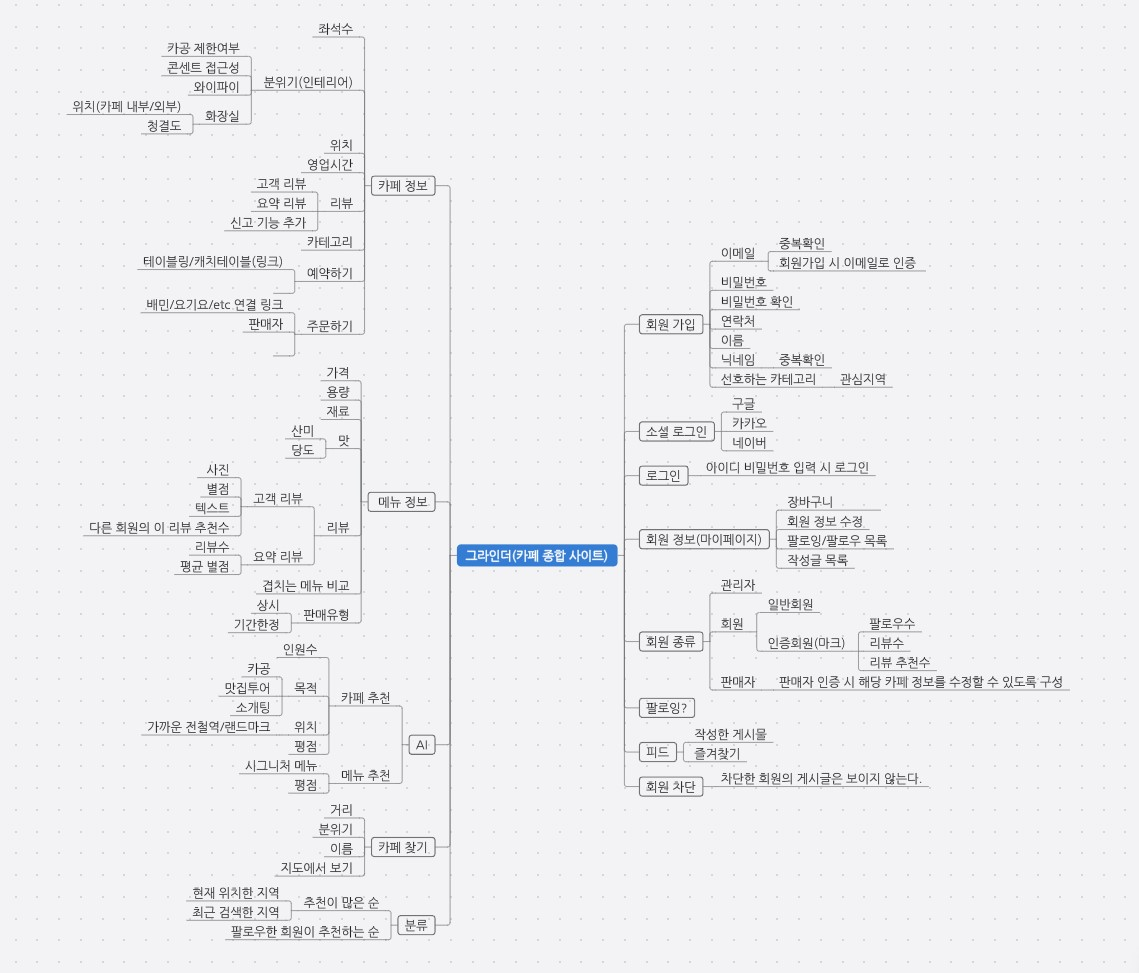 좌석수
카공 제한여부
콘센트 접근성
와이파이
분위기(인테리어)
위치(카페 내부/외부)
청결도
화장실
위치
영업시간
고객 리뷰
요약 리뷰
신고 기능 추가
리뷰
카테고리
테이블링/캐치테이블(링크)
예약하기
배민/요기요/etc 연결 링크
판매자
주문하기
카페 정보
가격
용량
재료
산미
당도
맛
사진
별점
텍스트
다른 회원의 이 리뷰 추천수
고객 리뷰
리뷰수
평균 별점
요약 리뷰
리뷰
겹치는 메뉴 비교
상시
기간한정
판매유형
메뉴 정보
인원수
카공
맛집투어
소개팅
목적
가까운 전철역/랜드마크
위치
평점
카페 추천
시그니처 메뉴
평점
메뉴 추천
AI
거리
분위기
이름
지도에서 보기
카페 찾기
현재 위치한 지역
최근 검색한 지역
추천이 많은 순
팔로우한 회원이 추천하는 순
분류
그라인더(카페 종합 사이트)
회원 가입
이메일
중복확인
회원가입 시 이메일로 인증
비밀번호
비밀번호 확인
연락처
이름
닉네임
중복확인
선호하는 카테고리
관심지역
소셜 로그인
구글
카카오
네이버
로그인
아이디 비밀번호 입력 시 로그인
회원 정보(마이페이지)
장바구니
회원 정보 수정
팔로잉/팔로우 목록
작성글 목록
회원 종류
관리자
회원
일반회원
인증회원(마크)
팔로우수
리뷰수
리뷰 추천수
판매자
판매자 인증 시 해당 카페 정보를 수정할 수 있도록 구성
팔로잉?
피드
작성한 게시물
즐겨찾기
회원 차단
차단한 회원의 게시글은 보이지 않는다.